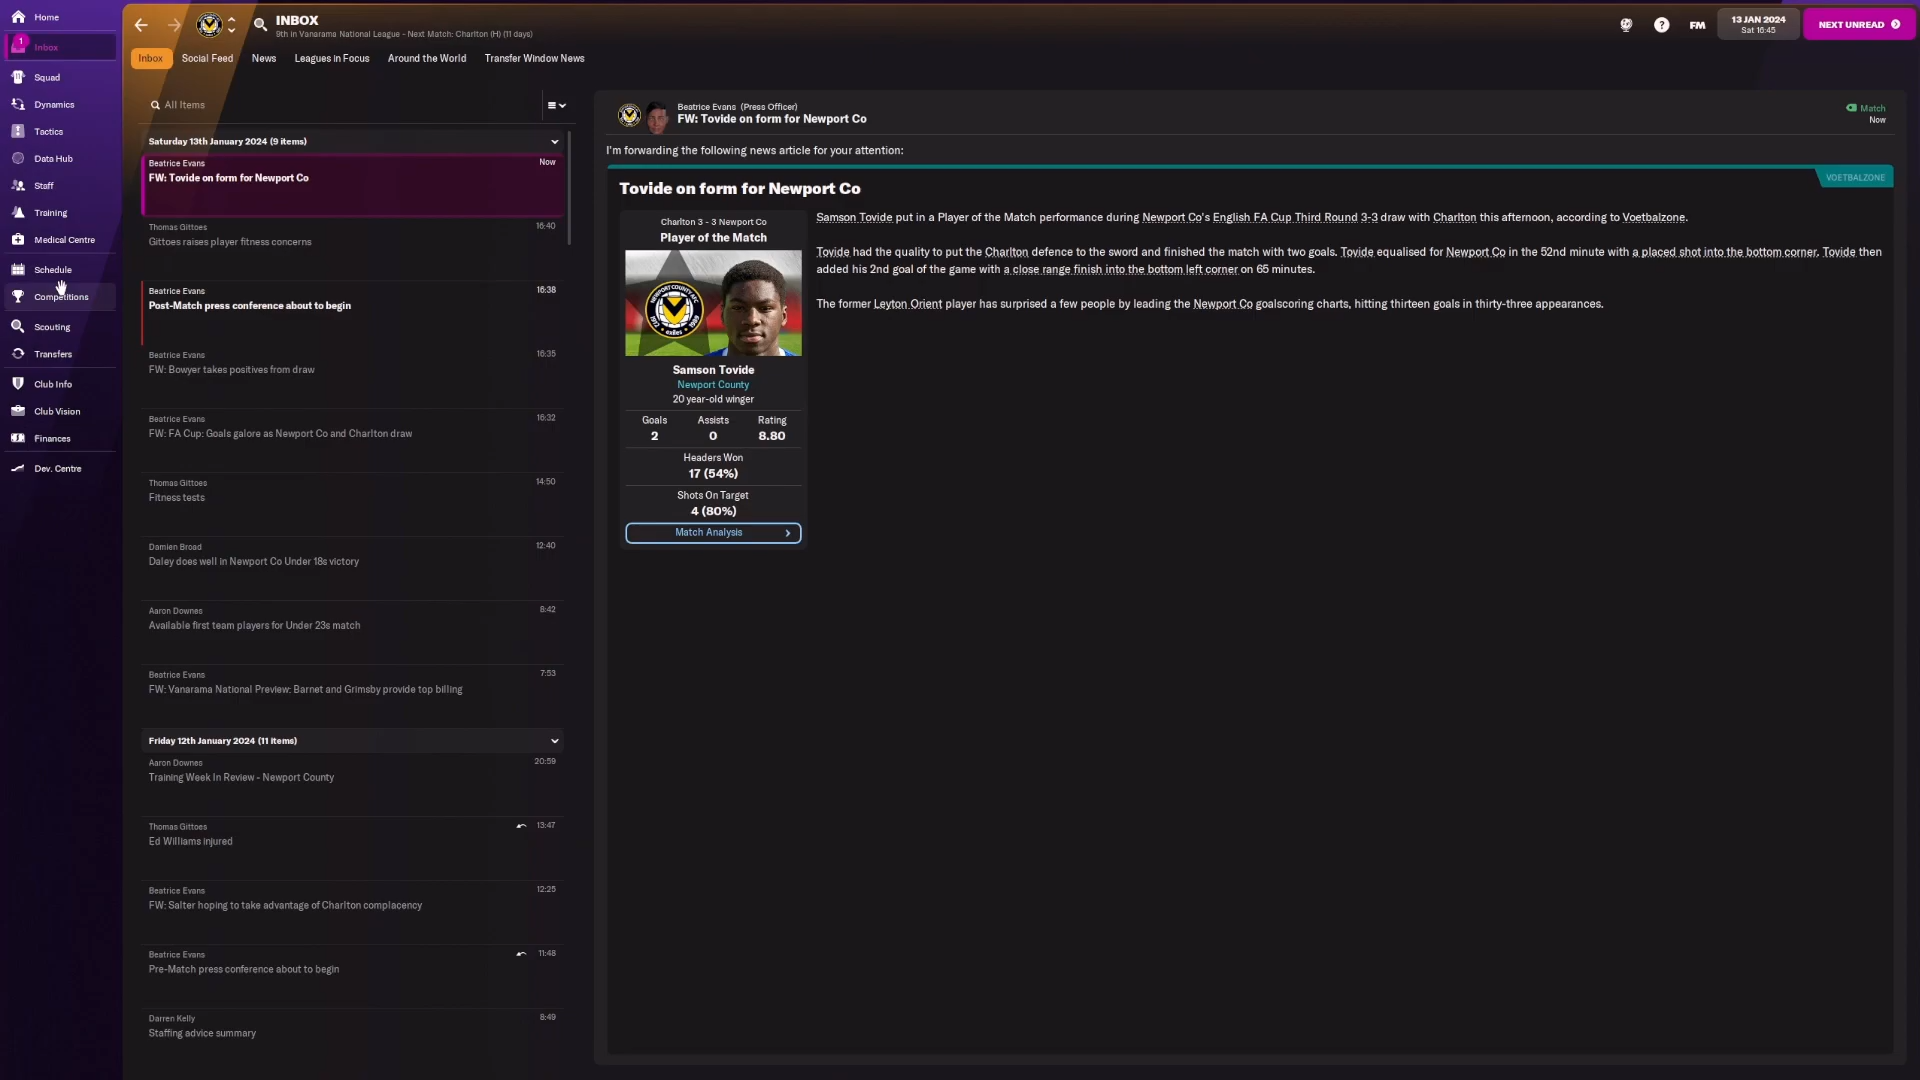 Home
1
Inbox
Squad
Dynamics
Tactics
Data Hub
Staff
Training
Medical Centre
Schedule
Competitions
Scouting
Transfers
Club Info
Club Vision
Finances
Dev. Centre
INBOX
9th in Vanarama National League - Next Match: Charlton (H) (11 days)
FM
13 JAN 2024
Sat 16:45
NEXT UNREAD
Inbox
Social Feed
News
Leagues in Focus
Around the World
Transfer Window News
All Items
Saturday 13th January 2024 (9 items)
Beatrice Evans
Now
FW: Tovide on form for Newport Co
Thomas Gittoes
16:40
Gittoes raises player fitness concerns
Beatrice Evans
16:38
Post-Match press conference about to begin
Beatrice Evans
16:35
FW: Bowyer takes positives from draw
Beatrice Evans
16:32
FW: FA Cup: Goals galore as Newport Co and Charlton draw
Thomas Gittoes
14:50
Fitness tests
Damien Broad
12:40
Daley does well in Newport Co Under 18s victory
Aaron Downes
8:42
Available first team players for Under 23s match
Beatrice Evans
7:53
FW: Vanarama National Preview: Barnet and Grimsby provide top billing
Friday 12th January 2024 (11 items)
Aaron Downes
20:59
Training Week In Review - Newport County
Thomas Gittoes
13:47
Ed Williams injured
Beatrice Evans
12:25
FW: Salter hoping to take advantage of Charlton complacency
Beatrice Evans
11:48
Pre-Match press conference about to begin
Darren Kelly
8:49
Staffing advice summary
Beatrice Evans (Press Officer)
FW: Tovide on form for Newport Co
Match
Now
I'm forwarding the following news article for your attention:
VOETBALZONE
Tovide on form for Newport Co
Charlton 3 - 3 Newport Co
Player of the Match
NEWPORT COUNTY AFC
1912 exiles 1989
Samson Tovide
Newport County
20 year-old winger
Goals Assists Rating
2 0 8.80
Headers Won
17 (54%)
Shots On Target
4 (80%)
Match Analysis
Samson Tovide put in a Player of the Match performance during Newport Co's English FA Cup Third Round 3-3 draw with Charlton this afternoon, according to Voetbalzone.
Tovide had the quality to put the Charlton defence to the sword and finished the match with two goals. Tovide equalised for Newport Co in the 52nd minute with a placed shot into the bottom corner. Tovide then
added his 2nd goal of the game with a close range finish into the bottom left corner on 65 minutes.
The former Leyton Orient player has surprised a few people by leading the Newport Co goalscoring charts, hitting thirteen goals in thirty-three appearances.